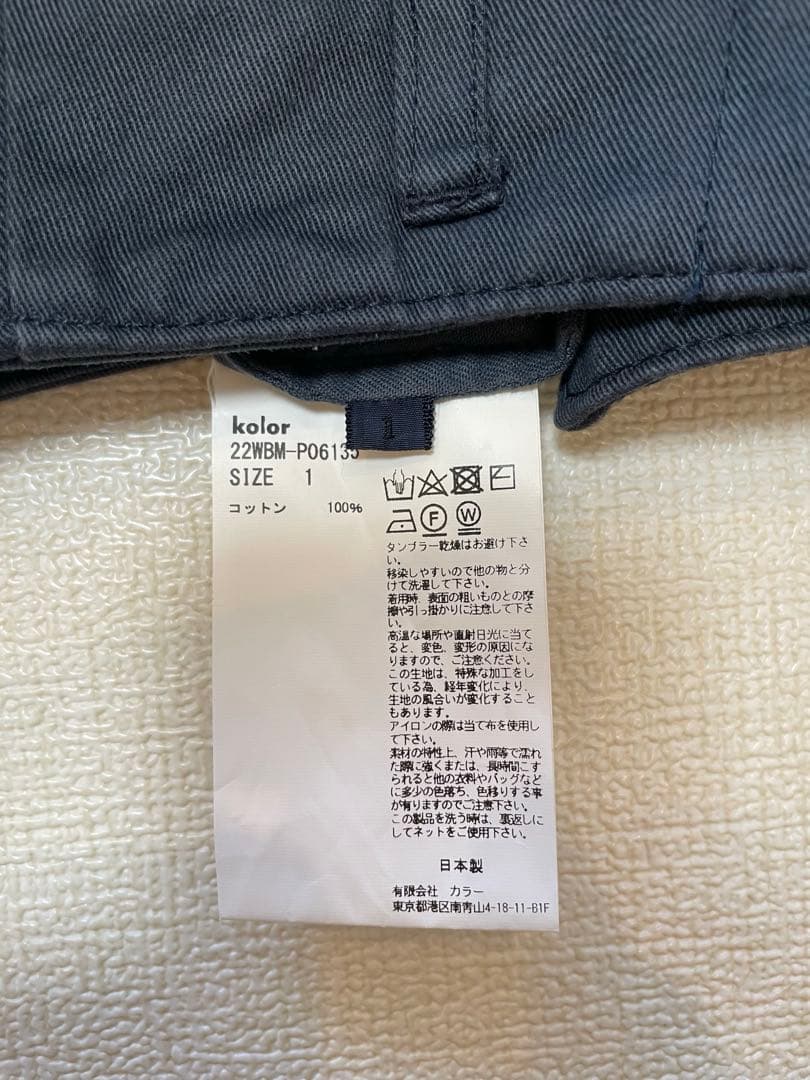 kolor
1
22WBM-P06135
SIZE 1
コットン 100%
F W
タンブラー乾燥はお避け下さ
い。
移染しやすいので他の物と分
けて洗濯して下さい。
着用時、表面の粗いものとの摩
擦や引っ掛かりに注意して下さ
い。
高温な場所や直射日光に当て
ると、変色、変形の原因にな
りますので、ご注意ください。
この生地は、特殊な加工をし
ている為、経年変化により、
生地の風合いが変化すること
もあります。
アイロンの際は当て布を使用し
て下さい。
素材の特性上、汗や雨等で濡れ
た際に強くまたは、長時間こす
られると他の衣料やバッグなど
に多少の色落ち、色移りする事
が有りますのでご注意下さい。
この製品を洗う時は、裏返しに
してネットをご使用下さい。
日本製
有限会社 カラー
東京都港区南青山4-18-11-B1F